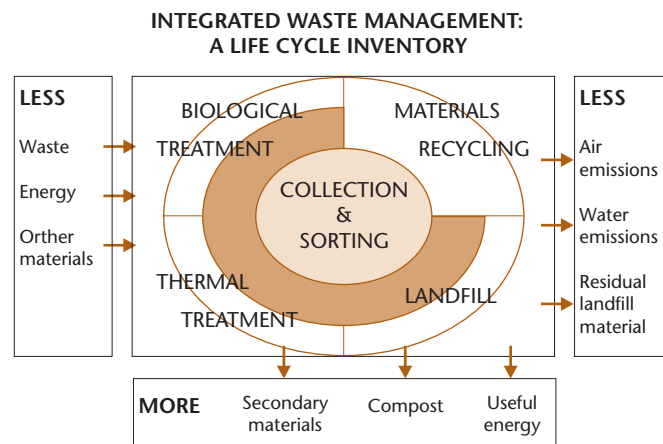 INTEGRATED WASTE MANAGEMENT:
A LIFE CYCLE INVENTORY
LESS
Waste
Energy
Orther
materials
BIOLOGICAL
TREATMENT
MATERIALS
RECYCLING
COLLECTION
&
SORTING
THERMAL
TREATMENT
LANDFILL
LESS
Air
emissions
Water
emissions
Residual
landfill
material
MORE
Secondary
materials
Compost
Useful
energy